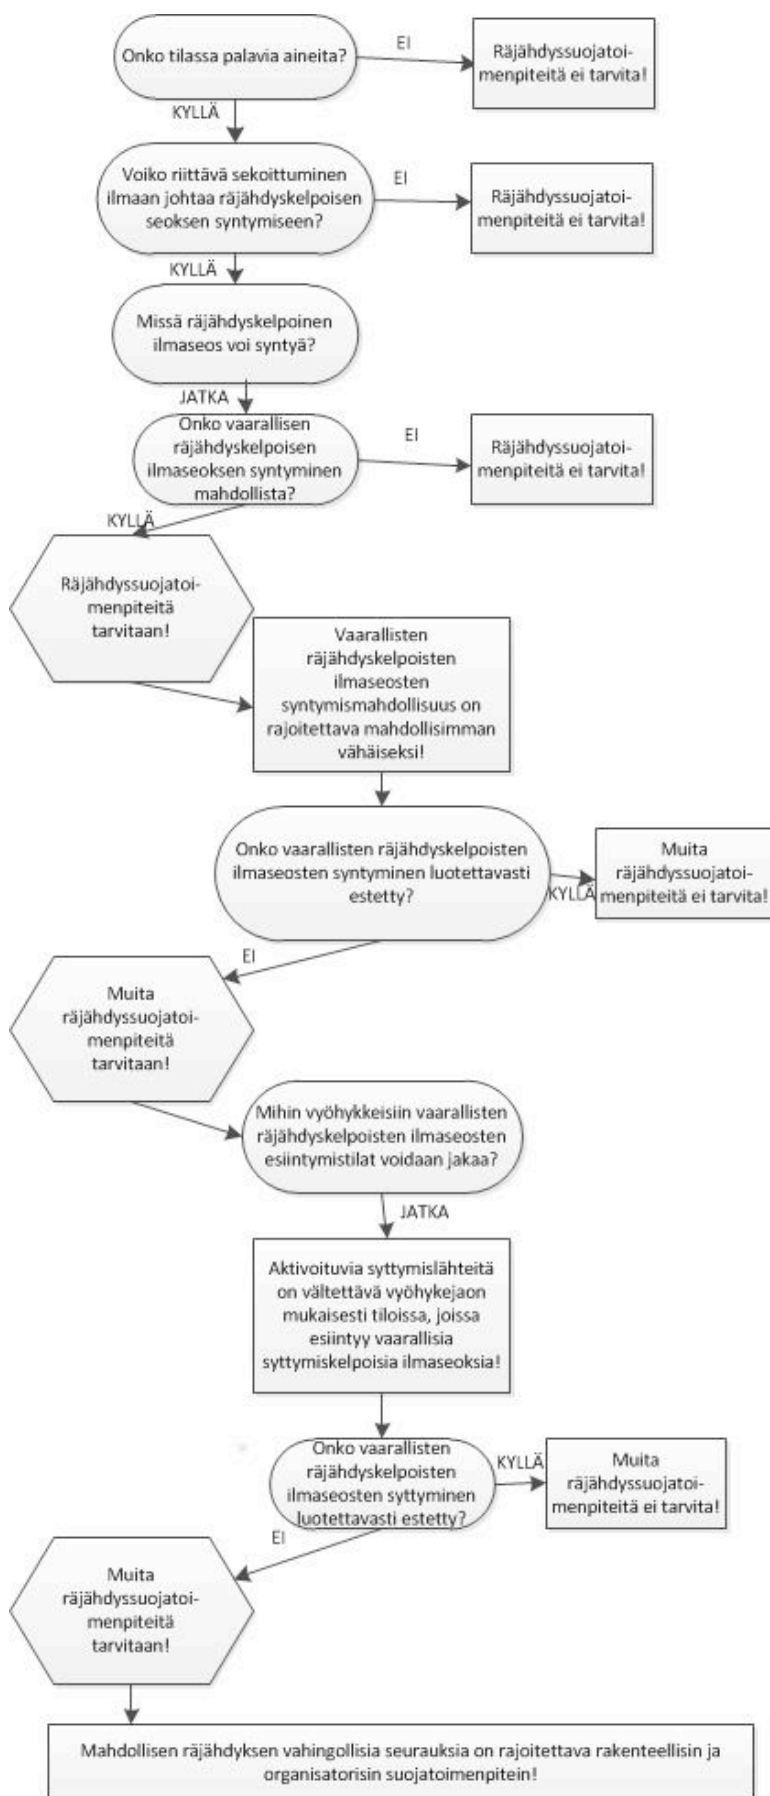 Onko tilassa palavia aineita?
EI
Räjähdyssuojatoi-
menpiteitä ei tarvita!
KYLLÄ
Voiko riittävä sekoittuminen
ilmaan johtaa räjähdyskelpoisen
seoksen syntymiseen?
EI
Räjähdyssuojatoi-
menpiteitä ei tarvita!
KYLLÄ
Missä räjähdyskelpoinen
ilmaseos voi syntyä?
JATKA
Onko vaarallisen
räjähdyskelpoisen
ilmaseoksen syntyminen
mahdollista?
EI
Räjähdyssuojatoi-
menpiteitä ei tarvita!
KYLLÄ
Räjähdyssuojatoi-
menpiteitä
tarvitaan!
Vaarallisten
räjähdyskelpoisten
ilmaseosten
syntymismahdollisuus on
rajoitettava mahdollisimman
vähäiseksi!
Onko vaarallisten räjähdyskelpoisten
ilmaseosten syntyminen luotettavasti
estetty?
KYLLÄ
Muita
räjähdyssuojatoi-
menpiteitä ei tarvita!
EI
Muita
räjähdyssuojatoi-
menpiteitä
tarvitaan!
Mihin vyöhykkeisiin vaarallisten
räjähdyskelpoisten ilmaseosten
esiintymistilat voidaan jakaa?
JATKA
Aktivoituvia syttymislähteitä
on vältettävä vyöhykejaon
mukaisesti tiloissa, joissa
esiintyy vaarallisia
syttymiskelpoisia ilmaseoksia!
Onko vaarallisten
räjähdyskelpoisten
ilmaseosten syttyminen
luotettavasti estetty?
KYLLÄ
Muita
räjähdyssuojatoi-
menpiteitä ei tarvita!
EI
Muita
räjähdyssuojatoi-
menpiteitä
tarvitaan!
Mahdollisen räjähdyksen vahingollisia seurauksia on rajoitettava rakenteellisin ja
organisatorisin suojatoimenpitein!